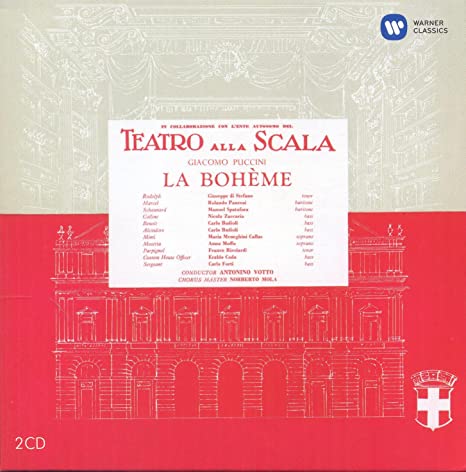 WARNER
CLASSICS
IN COLLABORAZIONE CON L'ENTE AUTONOMO DEL
TEATRO ALLA SCALA
GIACOMO PUCCINI
LA BOHÈME
Rudolph Giuseppe di Stefano tenor
Marcel Rolando Panerai baritone
Schaunard Manuel Spatafora baritone
Colline Nicola Zaccaria bass
Benoit Carlo Badioli bass
Alcindoro Carlo Badioli bass
Mimi Maria Meneghini Callas soprano
Musetta Anna Moffo soprano
Parpignol Franco Ricciardi tenor
Custom House Officer Eraldo Coda bass
Sergeant Carlo Forti bass
CONDUCTOR ANTONINO VOTTO
CHORUS MASTER NORBERTO MOLA
2CD